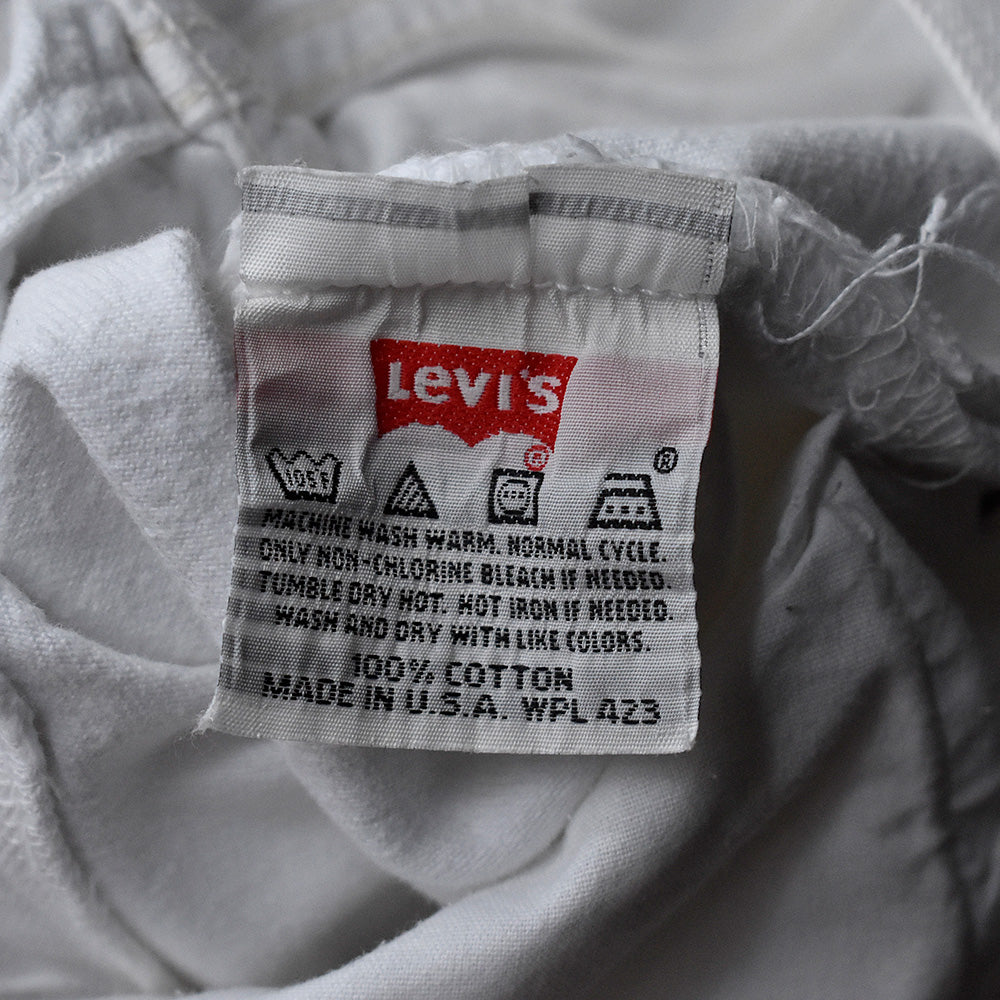 Levi's
®
105F
®
MACHINE WASH WARM. NORMAL CYCLE.
ONLY NON-CHLORINE BLEACH IF NEEDED.
TUMBLE DRY HOT. HOT IRON IF NEEDED.
WASH AND DRY WITH LIKE COLORS.
100% COTTON
MADE IN U.S.A. WPL 423